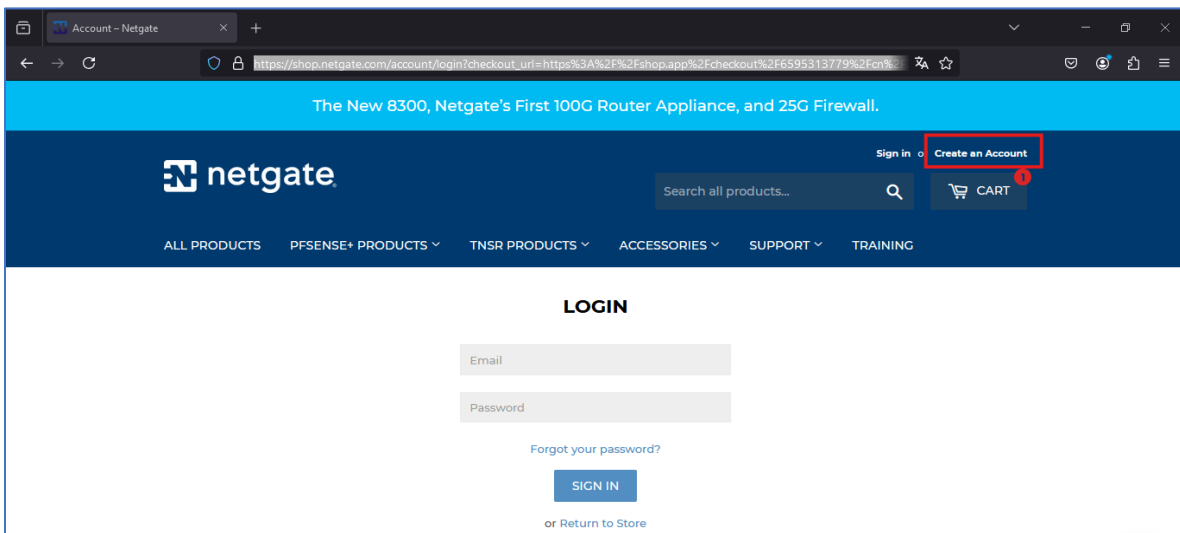 Account – Netgate
https://shop.netgate.com/account/login?checkout_url=https%3A%2F%2Fshop.app%2Fcheckout%2F6595313779%2Fcn%2F
The New 8300, Netgate's First 100G Router Appliance, and 25G Firewall.
Sign in o Create an Account
netgate
Search all products... CART 1
ALL PRODUCTS PFSENSE+ PRODUCTS TNSR PRODUCTS ACCESSORIES SUPPORT TRAINING
LOGIN
Email
Password
Forgot your password?
SIGN IN
or Return to Store